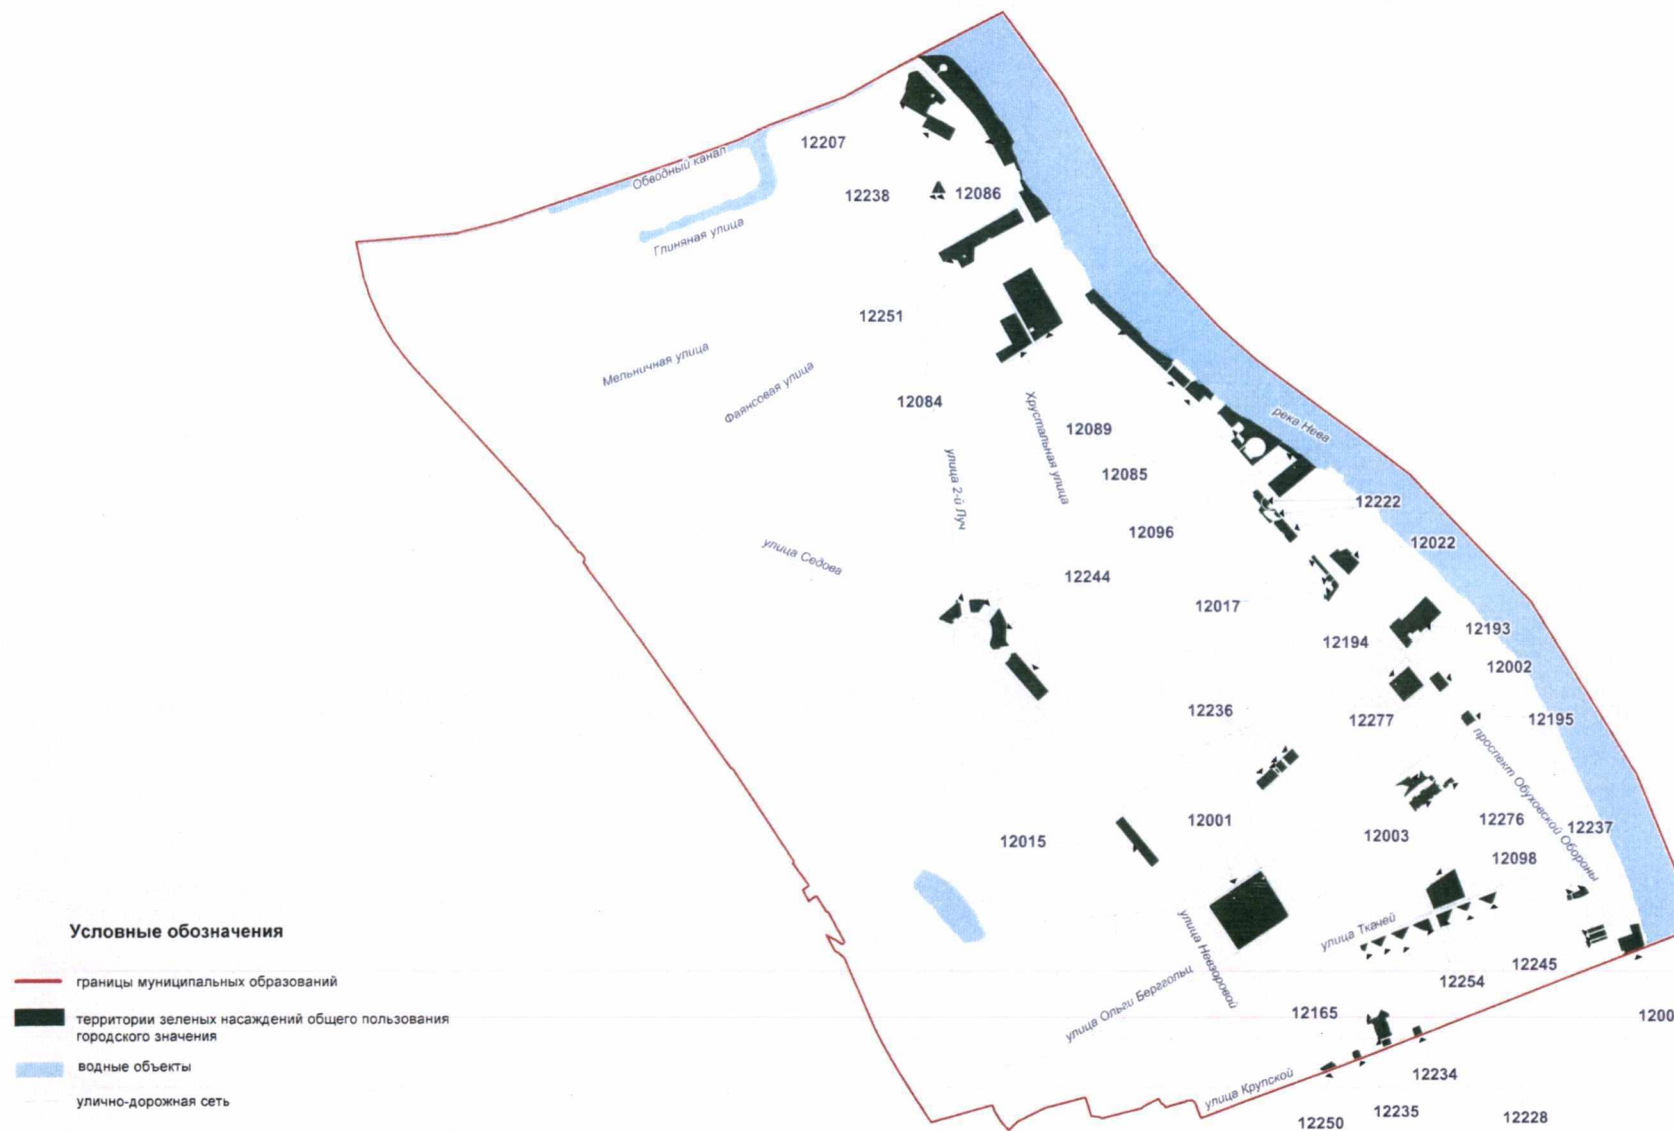 12207
Обводный канал
12238
12086
Глиняная улица
12251
Мельничная улица
Фаянсовая улица
12084
Хрустальная улица
12089
река Нева
улица 2-й Луч
12085
12222
12096
12022
улица Седова
12244
12017
12193
12194
12002
12236
12277
12195
проспект Обуховской Обороны
12001
12276
12237
12003
12015
12098
улица Ткачей
улица Невзоровой
12245
12254
улица Ольги Берггольц
12165
1200
12234
улица Крупской
12235
12250
12228
Условные обозначения
границы муниципальных образований
территории зеленых насаждений общего пользования
городского значения
водные объекты
улично-дорожная сеть